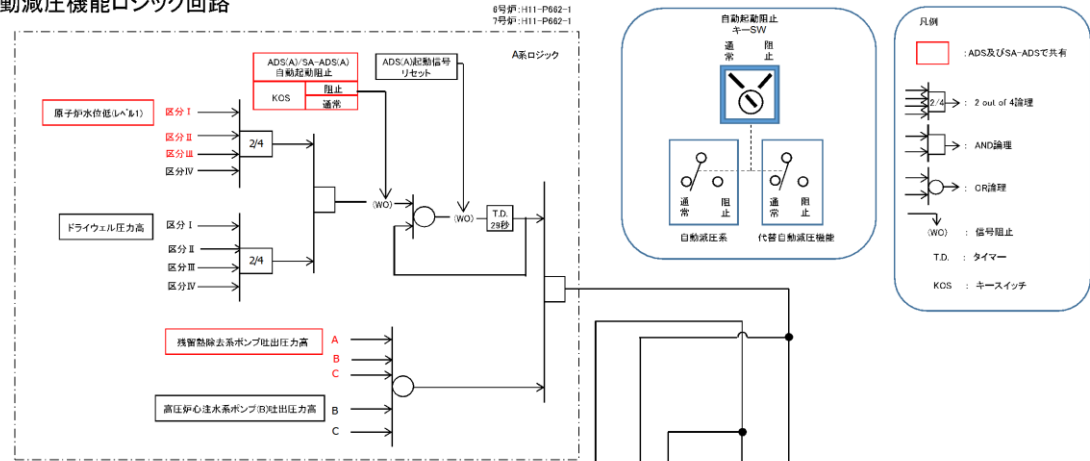 動減圧機能ロジック回路
6号炉:H11-P662-1
7号炉:H11-P662-1
A系ロジック
ADS(A)/SA-ADS(A)
自動起動阻止
KOS
阻止
通常
ADS(A)起動信号
リセット
原子炉水位低(レベル1)
区分Ⅰ
区分Ⅱ
区分Ⅲ
区分Ⅳ
2/4
ドライウェル圧力高
区分Ⅰ
区分Ⅱ
区分Ⅲ
区分Ⅳ
2/4
(WO)
(WO)
T.D.
29秒
残留熱除去系ポンプ吐出圧力高
A
B
C
高圧炉心注水系ポンプ(B)吐出圧力高
B
C
自動起動阻止
キーSW
通常
阻止
通常
阻止
自動減圧系
通常
阻止
代替自動減圧機能
凡例
:ADS及びSA-ADSで共有
2/4
: 2 out of 4論理
: AND論理
: OR論理
(WO) : 信号阻止
T.D. : タイマー
KOS : キースイッチ